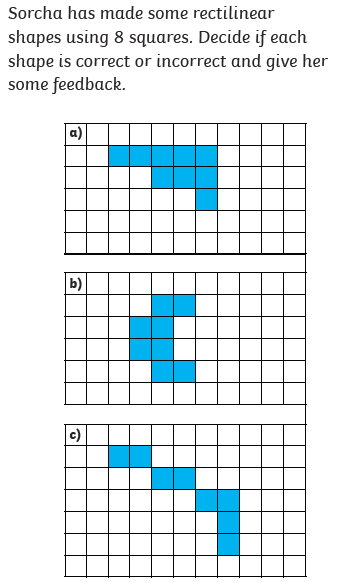 Sorcha has made some rectilinear
shapes using 8 squares. Decide if each
shape is correct or incorrect and give her
some feedback.
a)
b)
c)